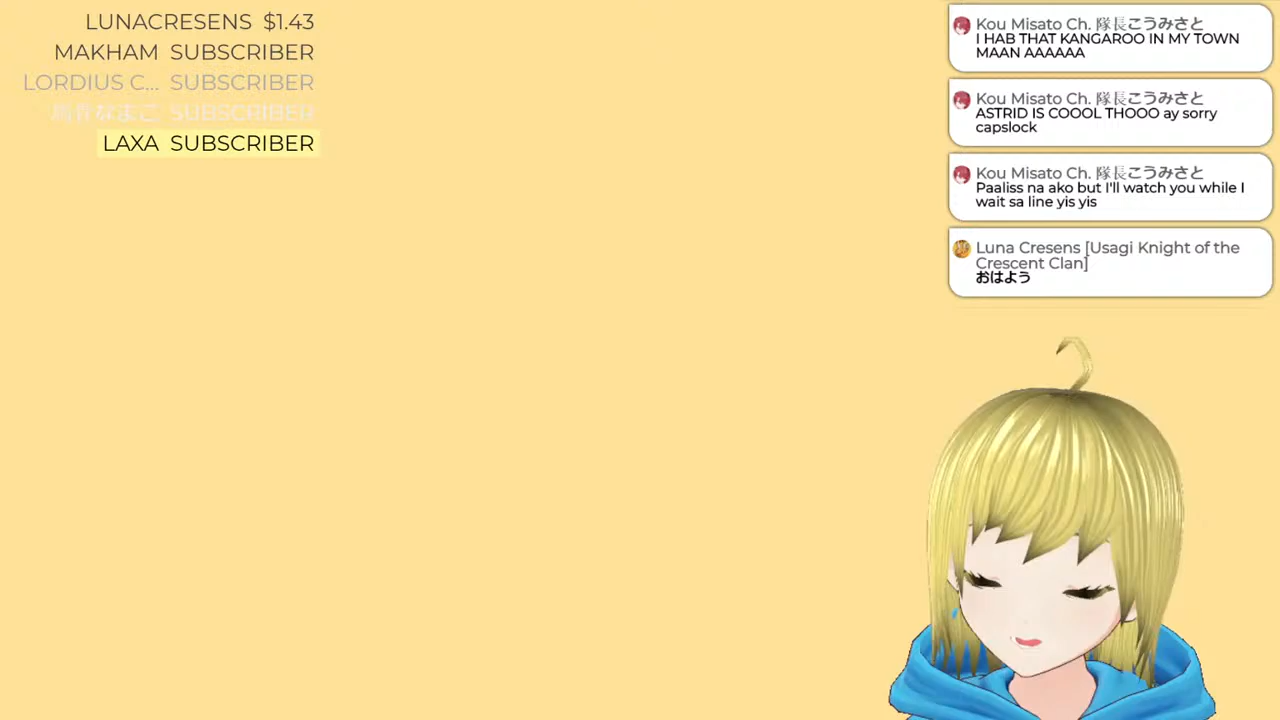 LUNACRESENS $1.43
MAKHAM SUBSCRIBER
LORDIUS C... SUBSCRIBER
なまこ SUBSCRIBER
LAXA SUBSCRIBER
Kou Misato Ch. 隊長こうみさと
I HAB THAT KANGAROO IN MY TOWN
MAAN AAAAAA
Kou Misato Ch. 隊長こうみさと
ASTRID IS COOOL THOOO ay sorry
capslock
Kou Misato Ch. 隊長こうみさと
Paaliss na ako but I'll watch you while I
wait sa line yis yis
Luna Cresens [Usagi Knight of the
Crescent Clan]
おはよう